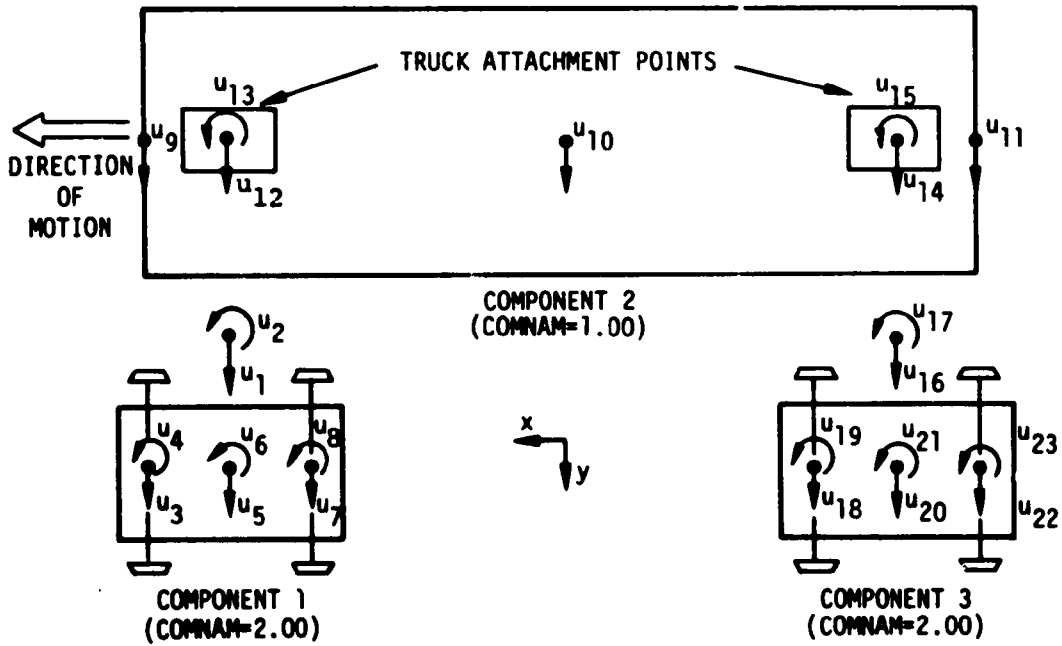 TRUCK ATTACHMENT POINTS
u13
u15
u9
u10
u11
u12
u14
DIRECTION
OF
MOTION
COMPONENT 2
(COMNAM=1.00)
u2
u17
u1
u16
u4
u6
u8
x
y
u19
u21
u23
u3
u5
u7
u18
u20
u22
COMPONENT 1
(COMNAM=2.00)
COMPONENT 3
(COMNAM=2.00)